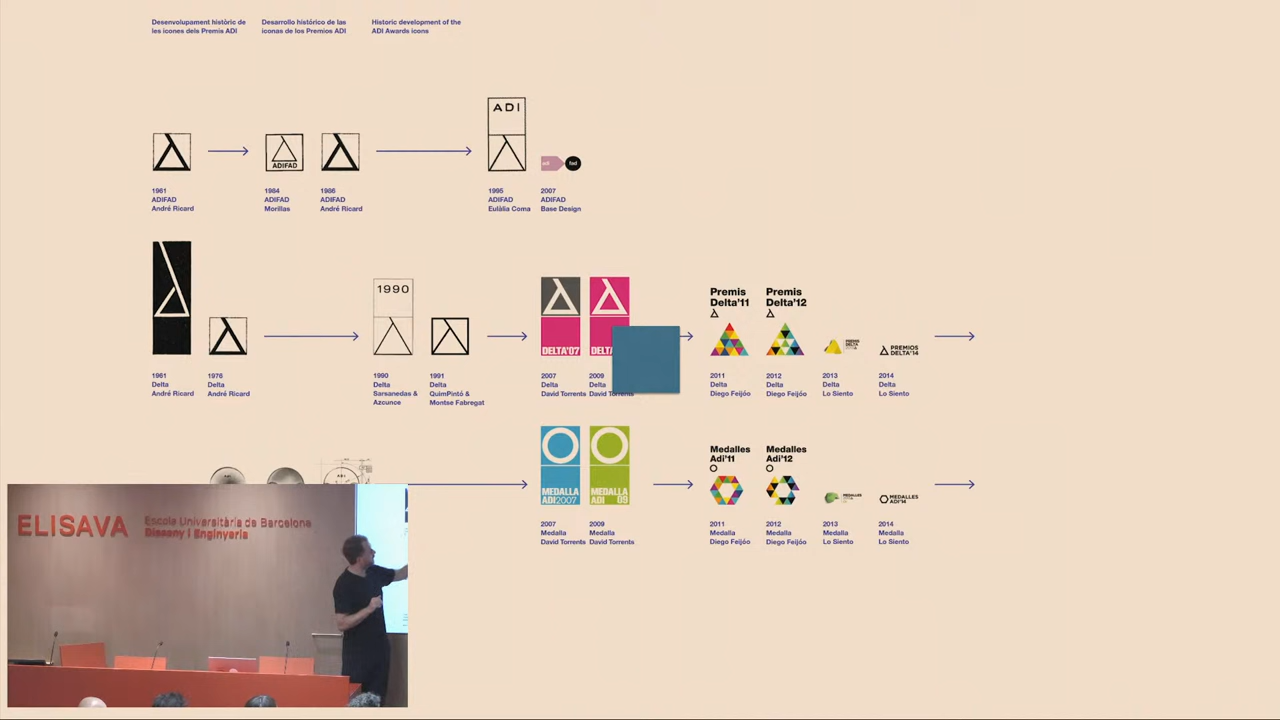 Desenvolupament històric de
les icones dels Premis ADI
Desarrollo histórico de las
iconas de los Premios ADI
Historic development of the
ADI Awards icons
ADIFAD
ADI
adi
fad
1961
ADIFAD
André Ricard
1984
ADIFAD
Morillas
1986
ADIFAD
André Ricard
1995
ADIFAD
Eulàlia Coma
2007
ADIFAD
Base Design
1990
DELTA'07
Premis
Delta'11
Premis
Delta'12
PREMIOS
DELTA'14
1961
Delta
André Ricard
1976
Delta
André Ricard
1990
Delta
Sarsanedas &
Azcunce
1991
Delta
QuimPintó &
Montse Fabregat
2007
Delta
David Torrents
2009
Delta
David Torrents
2011
Delta
Diego Feijóo
2012
Delta
Diego Feijóo
2013
Delta
Lo Siento
2014
Delta
Lo Siento
MEDALLA
ADI2007
MEDALLA
ADI 09
Medalles
Adi'11
Medalles
Adi'12
MEDALLES
MEDALLES
ADI'14
2007
Medalla
David Torrents
2009
Medalla
David Torrents
2011
Medalla
Diego Feijóo
2012
Medalla
Diego Feijóo
2013
Medalla
Lo Siento
2014
Medalla
Lo Siento
ELISAVA
Escola Universitària de Barcelona
Disseny i Enginyeria